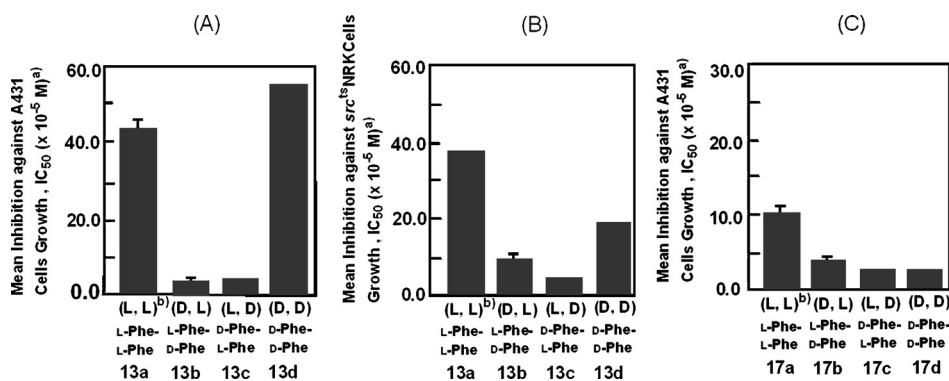 (A)
Mean Inhibition against A431
Cells Growth , IC50 (x 10-5 M)a)
60.0
40.0
20.0
0.0
(L, L)b) (D, L) (L, D) (D, D)
L-Phe- L-Phe- D-Phe- D-Phe-
L-Phe D-Phe L-Phe D-Phe
13a 13b 13c 13d
(B)
Mean Inhibition against srctsNRKCells
Growth , IC50 (x 10-5 M)a)
60.0
40.0
20.0
0.0
(L, L)b) (D, L) (L, D) (D, D)
L-Phe- L-Phe- D-Phe- D-Phe-
L-Phe D-Phe L-Phe D-Phe
13a 13b 13c 13d
(C)
Mean Inhibition against A431
Cells Growth , IC50 (x 10-5 M)a)
30.0
20.0
10.0
0.0
(L, L)b) (D, L) (L, D) (D, D)
L-Phe- L-Phe- D-Phe- D-Phe-
L-Phe D-Phe L-Phe D-Phe
17a 17b 17c 17d